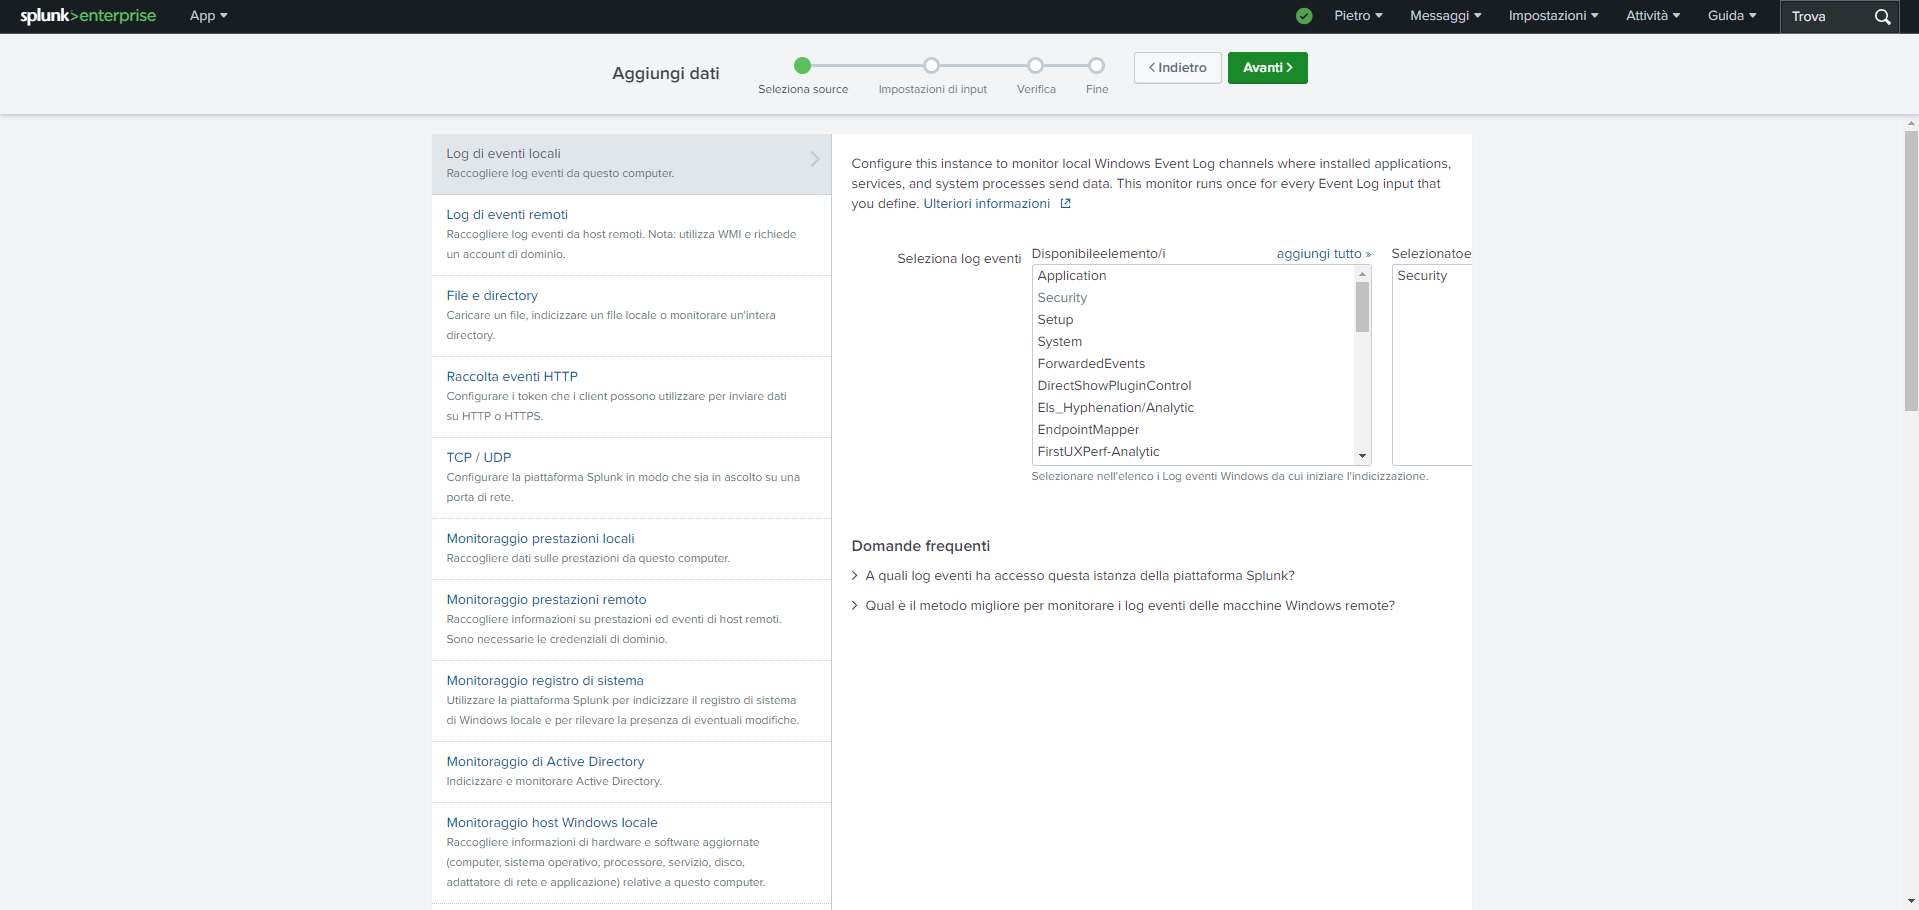 splunk>enterprise App Pietro Messaggi Impostazioni Attività Guida Trova
Aggiungi dati
Seleziona source Impostazioni di input Verifica Fine
Indietro Avanti
Log di eventi locali
Raccogliere log eventi da questo computer.
Log di eventi remoti
Raccogliere log eventi da host remoti. Nota: utilizza WMI e richiede
un account di dominio.
File e directory
Caricare un file, indicizzare un file locale o monitorare un'intera
directory.
Raccolta eventi HTTP
Configurare i token che i client possono utilizzare per inviare dati
su HTTP o HTTPS.
TCP / UDP
Configurare la piattaforma Splunk in modo che sia in ascolto su una
porta di rete.
Monitoraggio prestazioni locali
Raccogliere dati sulle prestazioni da questo computer.
Monitoraggio prestazioni remoto
Raccogliere informazioni su prestazioni ed eventi di host remoti.
Sono necessarie le credenziali di dominio.
Monitoraggio registro di sistema
Utilizzare la piattaforma Splunk per indicizzare il registro di sistema
di Windows locale e per rilevare la presenza di eventuali modifiche.
Monitoraggio di Active Directory
Indicizzare e monitorare Active Directory.
Monitoraggio host Windows locale
Raccogliere informazioni di hardware e software aggiornate
(computer, sistema operativo, processore, servizio, disco,
adattatore di rete e applicazione) relative a questo computer.
Configure this instance to monitor local Windows Event Log channels where installed applications,
services, and system processes send data. This monitor runs once for every Event Log input that
you define. Ulteriori informazioni
Seleziona log eventi
Disponibileelemento/i aggiungi tutto »
Application
Security
Setup
System
ForwardedEvents
DirectShowPluginControl
Els_Hyphenation/Analytic
EndpointMapper
FirstUXPerf-Analytic
Selezionatoe
Security
Selezionare nell'elenco i Log eventi Windows da cui iniziare l'indicizzazione.
Domande frequenti
> A quali log eventi ha accesso questa istanza della piattaforma Splunk?
> Qual è il metodo migliore per monitorare i log eventi delle macchine Windows remote?